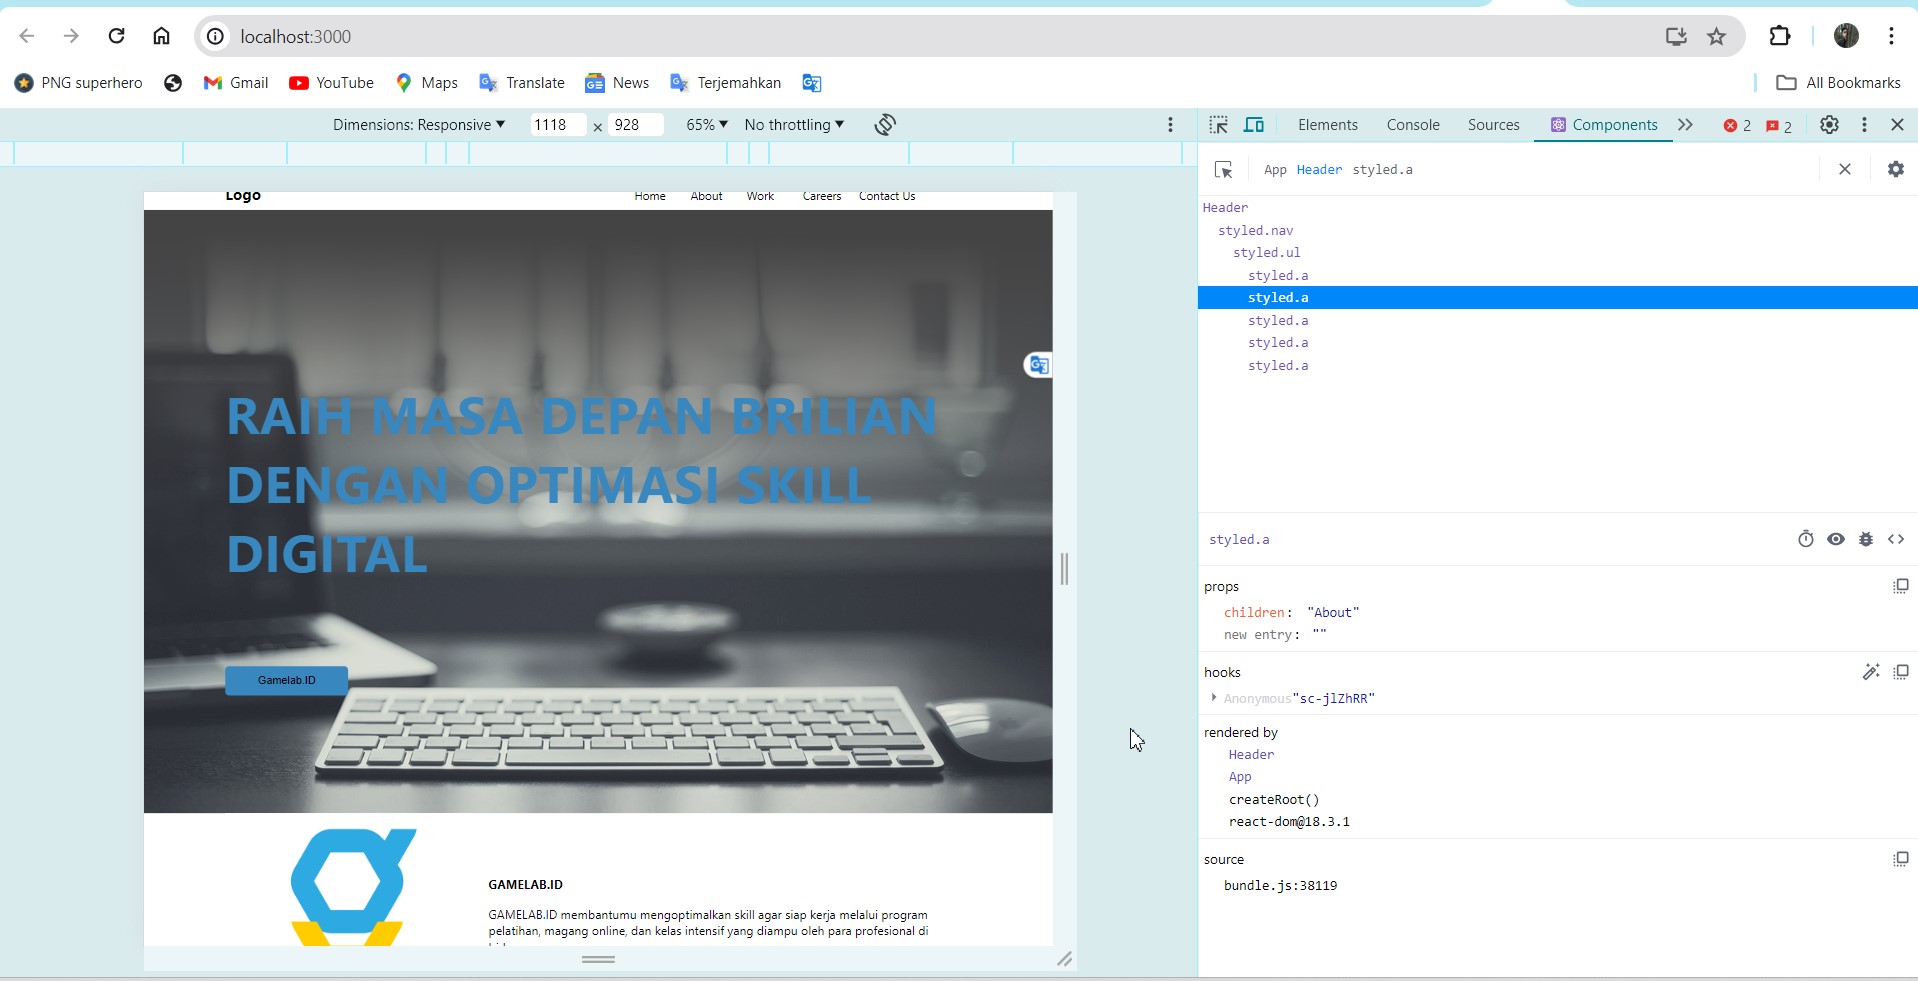 localhost:3000
PNG superhero
Gmail
YouTube
Maps
Translate
News
Terjemahkan
All Bookmarks
Dimensions: Responsive
1118 × 928
65%
No throttling
Elements
Console
Sources
Components
2
2
Logo
Home
About
Work
Careers
Contact Us
RAIH MASA DEPAN BRILIAN
DENGAN OPTIMASI SKILL
DIGITAL
Gamelab.ID
GAMELAB.ID
GAMELAB.ID membantumu mengoptimalkan skill agar siap kerja melalui program
pelatihan, magang online, dan kelas intensif yang diampu oleh para profesional di
App Header styled.a
Header
styled.nav
styled.ul
styled.a
styled.a
styled.a
styled.a
styled.a
styled.a
props
children: "About"
new entry: ""
hooks
Anonymous "sc-jlZhRR"
rendered by
Header
App
createRoot()
react-dom@18.3.1
source
bundle.js:38119